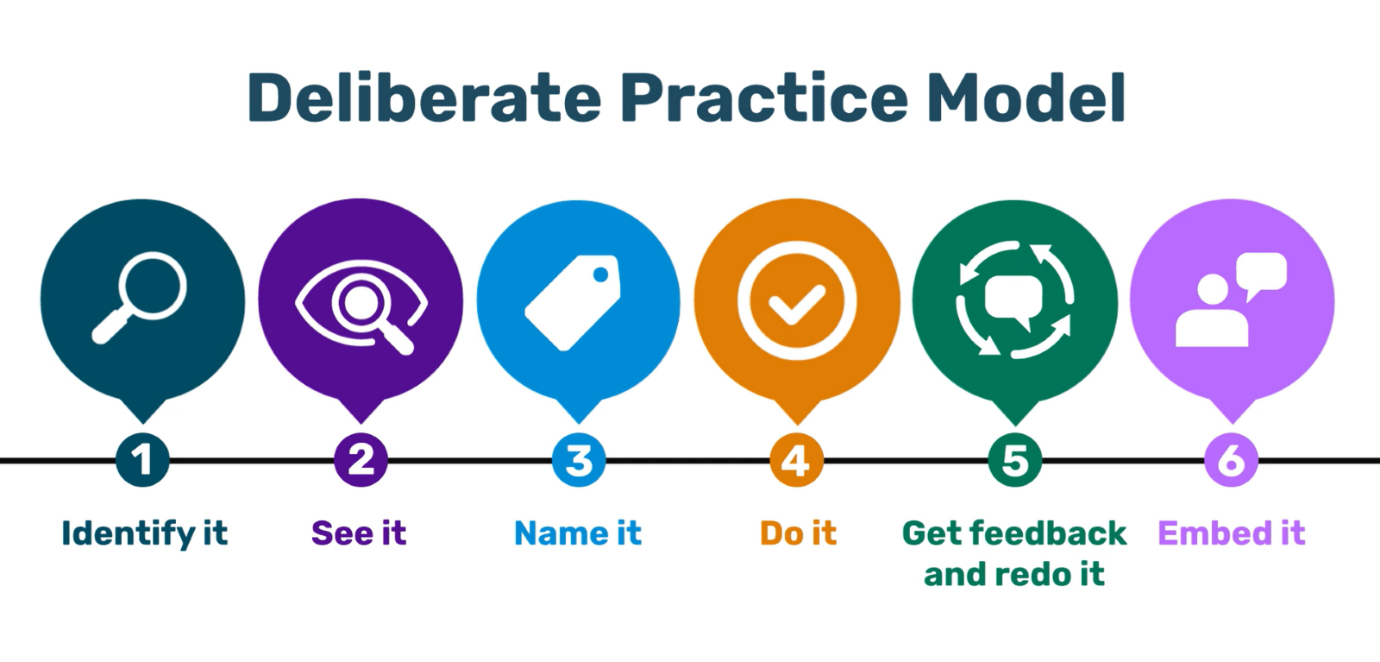 Deliberate Practice Model
1
2
3
4
5
6
Identify it
See it
Name it
Do it
Get feedback
and redo it
Embed it